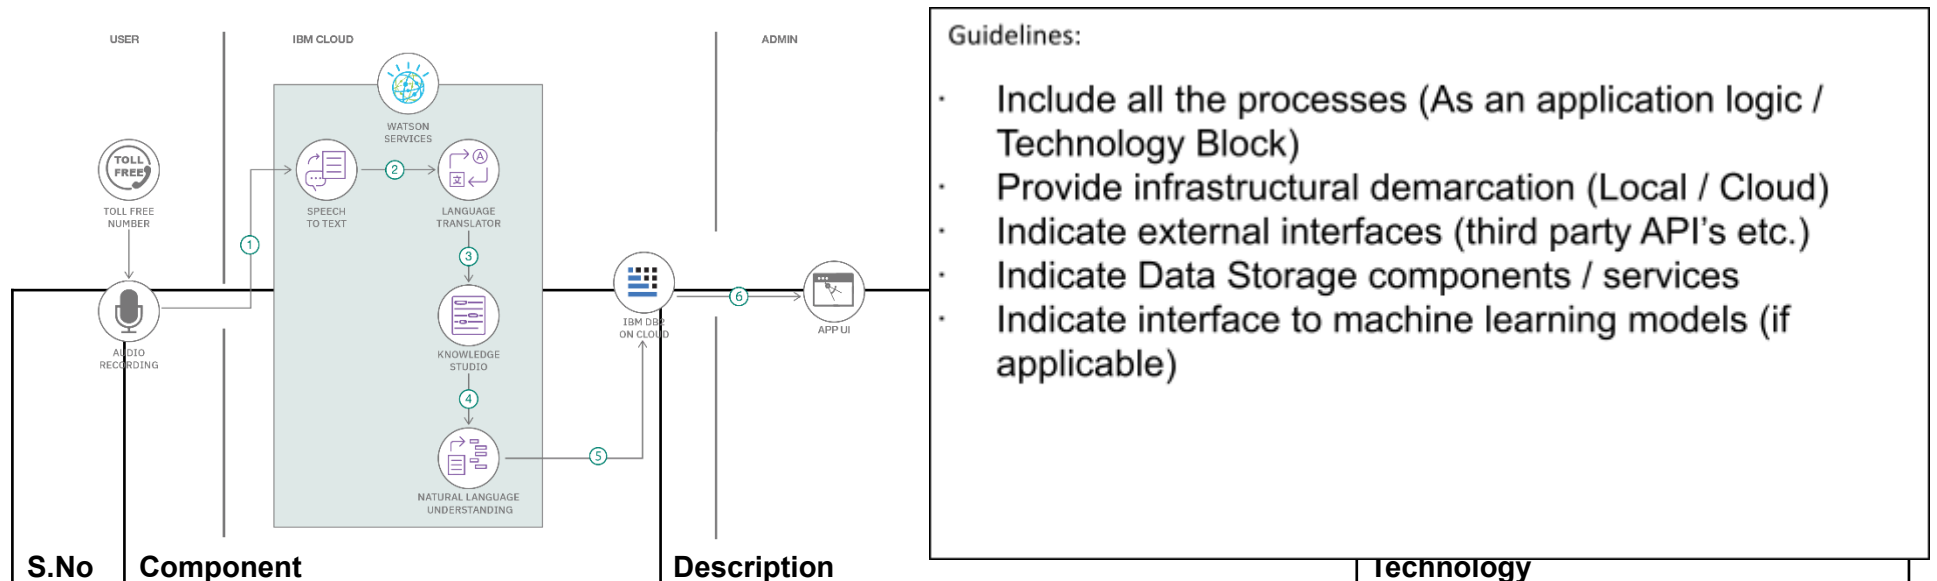 USER
IBM CLOUD
ADMIN
WATSON
SERVICES
TOLL
FREE
TOLL FREE
NUMBER
SPEECH
TO TEXT
2
A
文
LANGUAGE
TRANSLATOR
1
3
AUDIO
RECORDING
KNOWLEDGE
STUDIO
4
NATURAL LANGUAGE
UNDERSTANDING
5
IBM DB2
ON CLOUD
6
APP UI
Guidelines:
· Include all the processes (As an application logic /
Technology Block)
· Provide infrastructural demarcation (Local / Cloud)
· Indicate external interfaces (third party API's etc.)
· Indicate Data Storage components / services
· Indicate interface to machine learning models (if
applicable)
S.No Component Description Technology